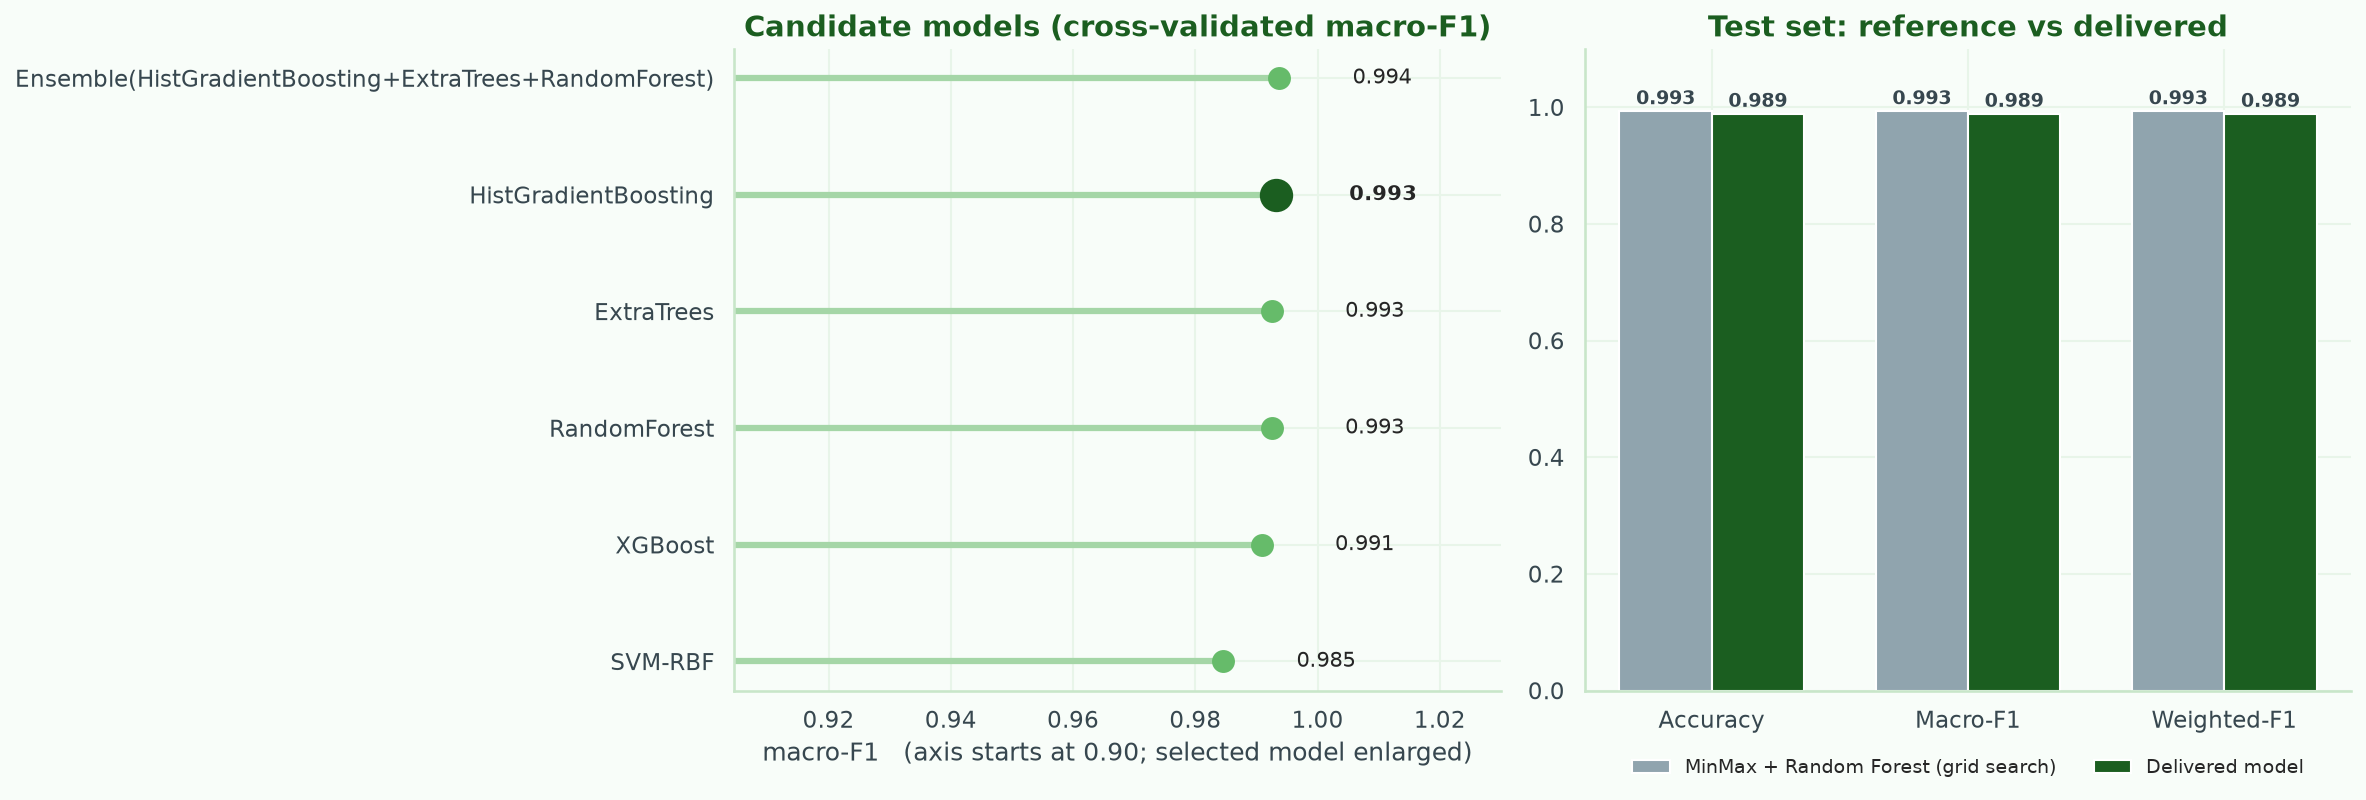 Candidate models (cross-validated macro-F1)
Ensemble(HistGradientBoosting+ExtraTrees+RandomForest)
0.994
HistGradientBoosting
0.993
ExtraTrees
0.993
RandomForest
0.993
XGBoost
0.991
SVM-RBF
0.985
0.92 0.94 0.96 0.98 1.00 1.02
macro-F1 (axis starts at 0.90; selected model enlarged)
Test set: reference vs delivered
0.993 0.989 0.993 0.989 0.993 0.989
1.0
0.8
0.6
0.4
0.2
0.0
Accuracy Macro-F1 Weighted-F1
MinMax + Random Forest (grid search) Delivered model